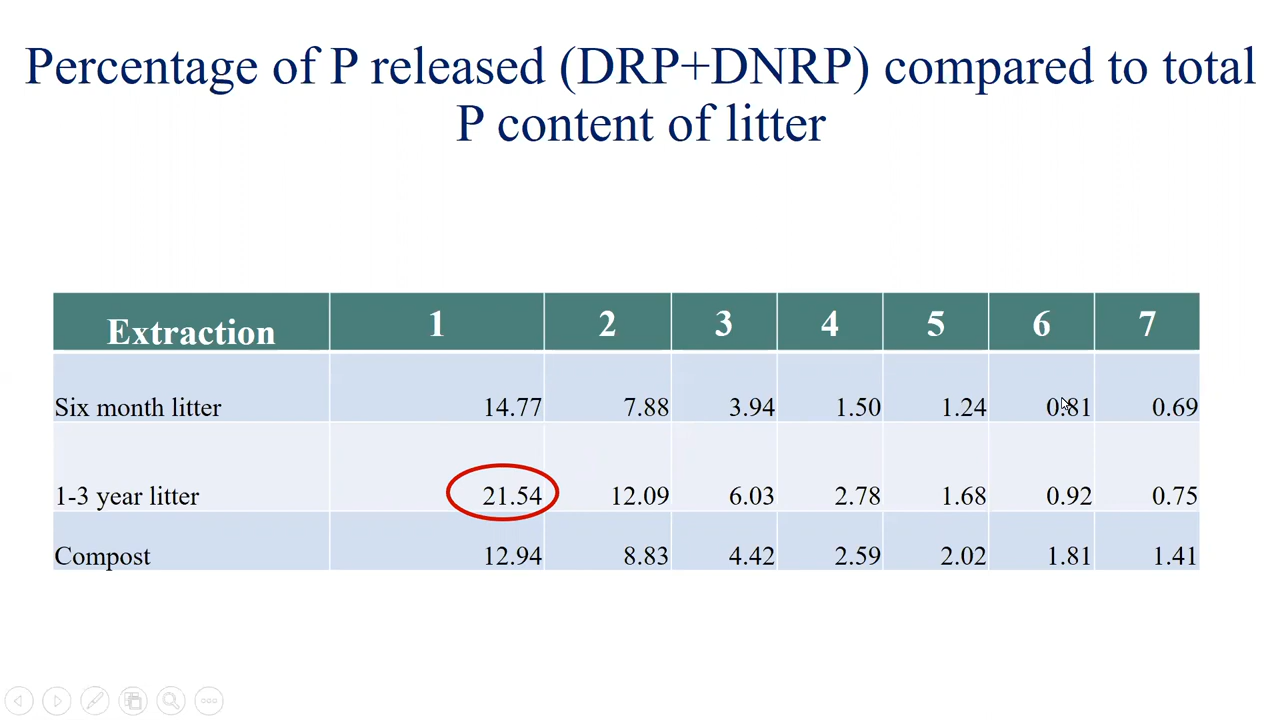 Percentage of P released (DRP+DNRP) compared to total
P content of litter
Extraction 1 2 3 4 5 6 7
Six month litter 14.77 7.88 3.94 1.50 1.24 0.81 0.69
1-3 year litter 21.54 12.09 6.03 2.78 1.68 0.92 0.75
Compost 12.94 8.83 4.42 2.59 2.02 1.81 1.41